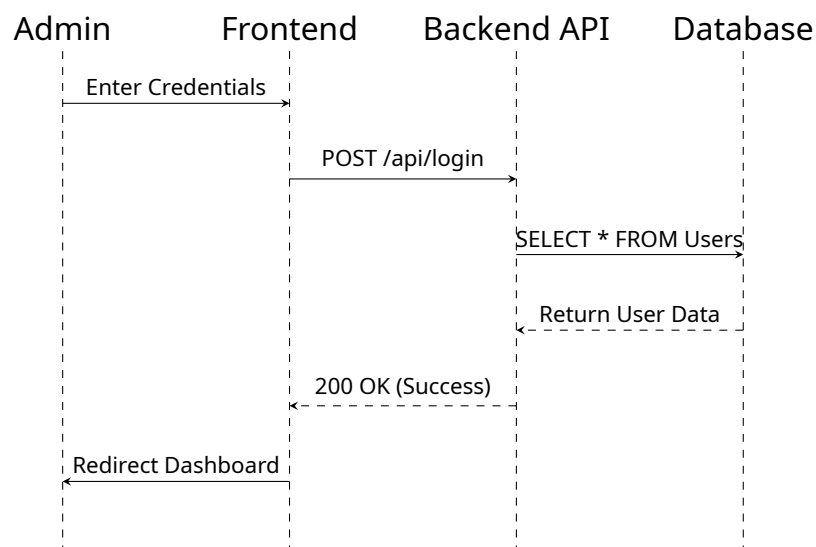 Admin Frontend Backend API Database
Enter Credentials
POST /api/login
SELECT * FROM Users
Return User Data
200 OK (Success)
Redirect Dashboard